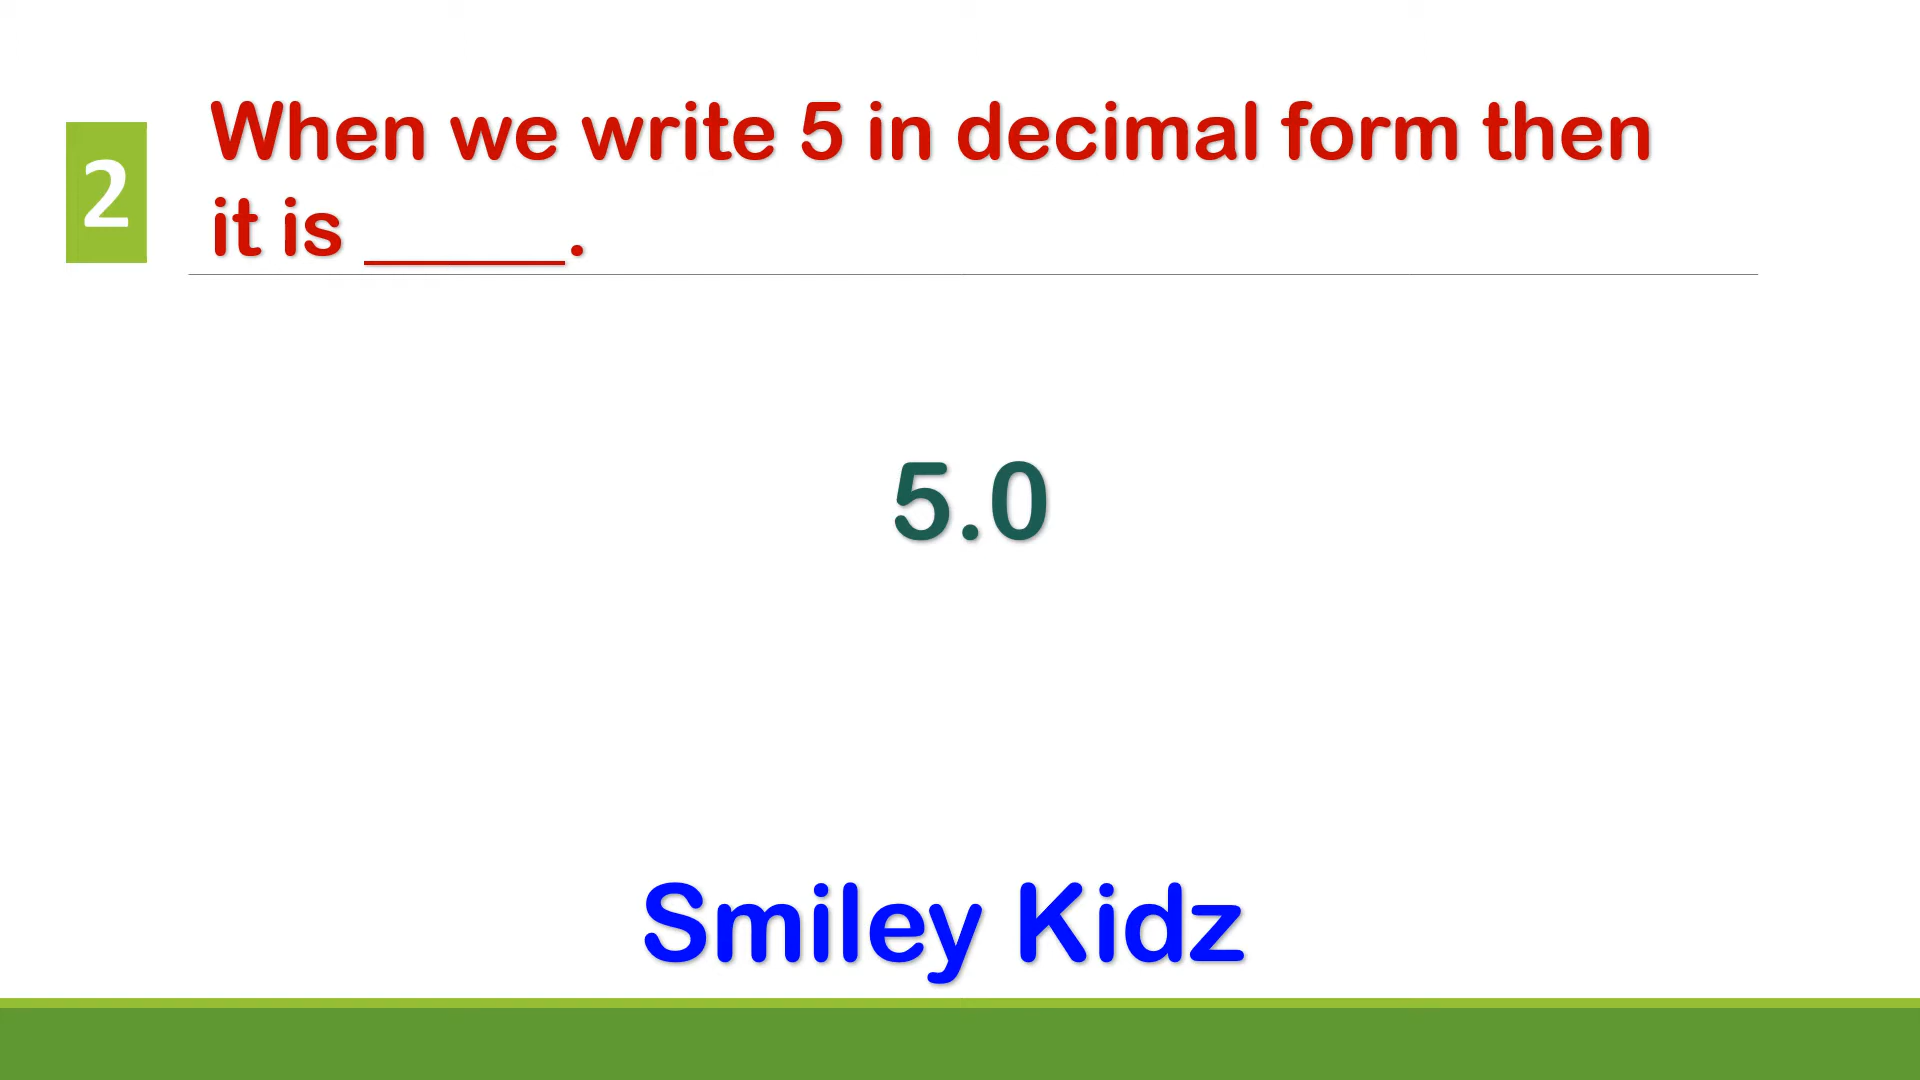 2
When we write 5 in decimal form then
it is _____.
5.0
Smiley Kidz